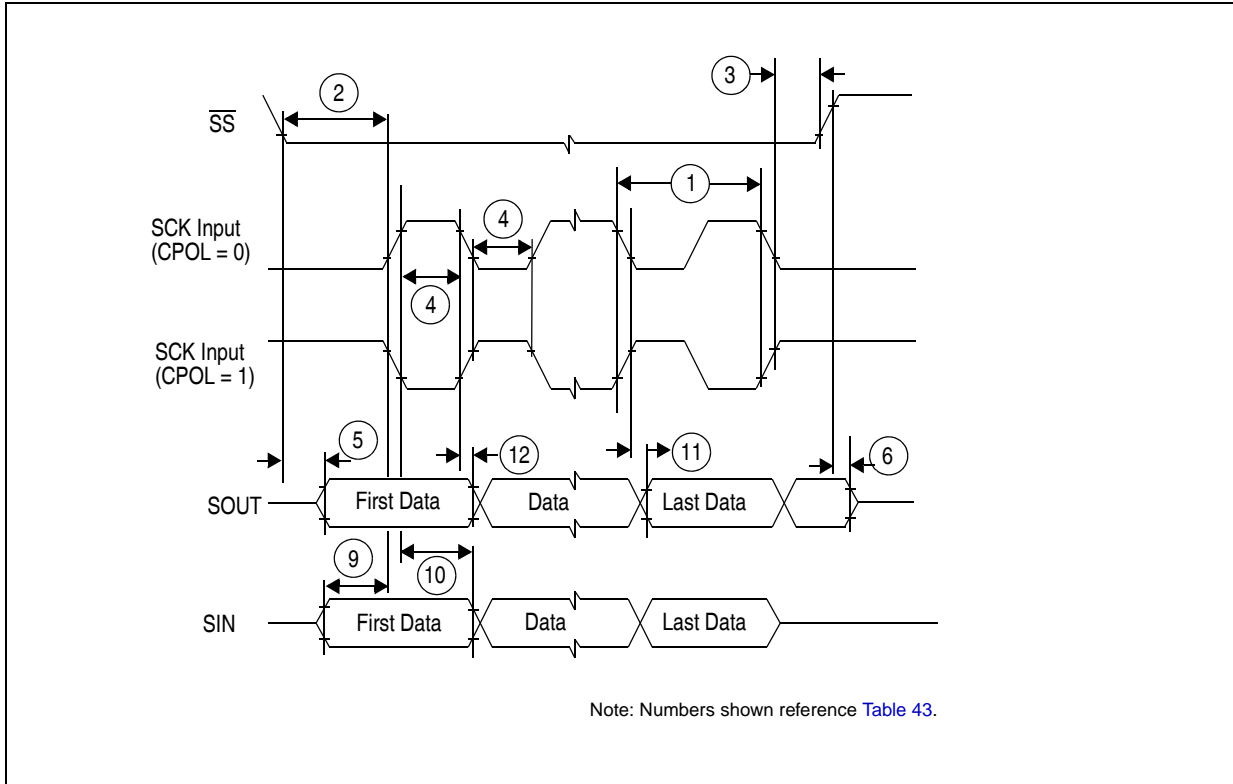 3
2
SS
1
SCK Input
(CPOL = 0)
4
4
SCK Input
(CPOL = 1)
5
12
11
6
SOUT
First Data
Data
Last Data
9
10
SIN
First Data
Data
Last Data
Note: Numbers shown reference Table 43.